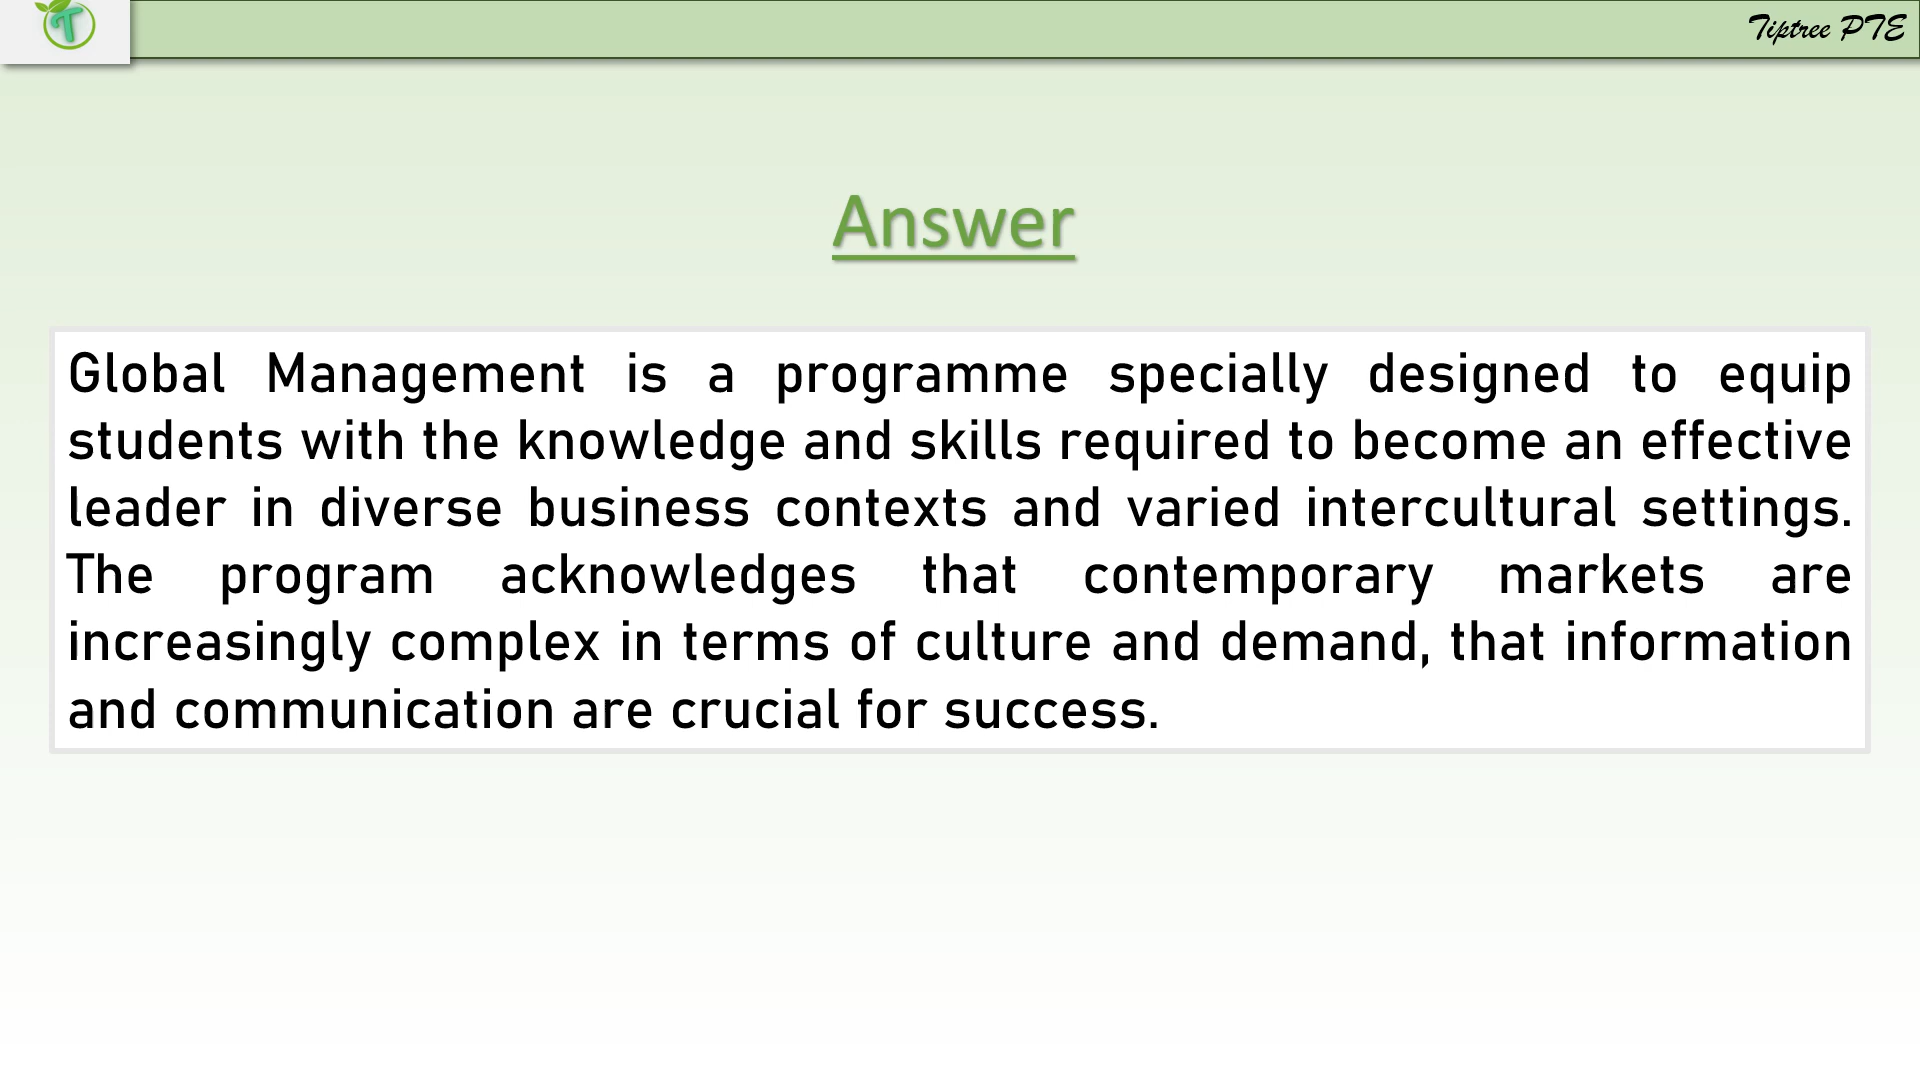 T
Tiptree PTE
Answer
Global Management is a programme specially designed to equip
students with the knowledge and skills required to become an effective
leader in diverse business contexts and varied intercultural settings.
The program acknowledges that contemporary markets are
increasingly complex in terms of culture and demand, that information
and communication are crucial for success.